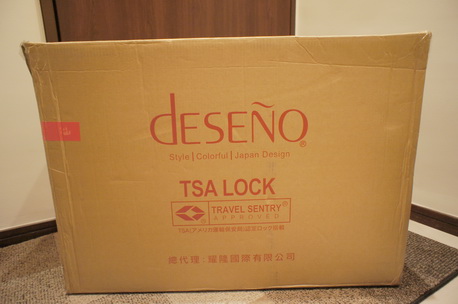 dESEÑO®
Style | Colorful | Japan Design
TSA LOCK
TRAVEL SENTRY®
APPROVED
總代理:耀隆國際有限公司